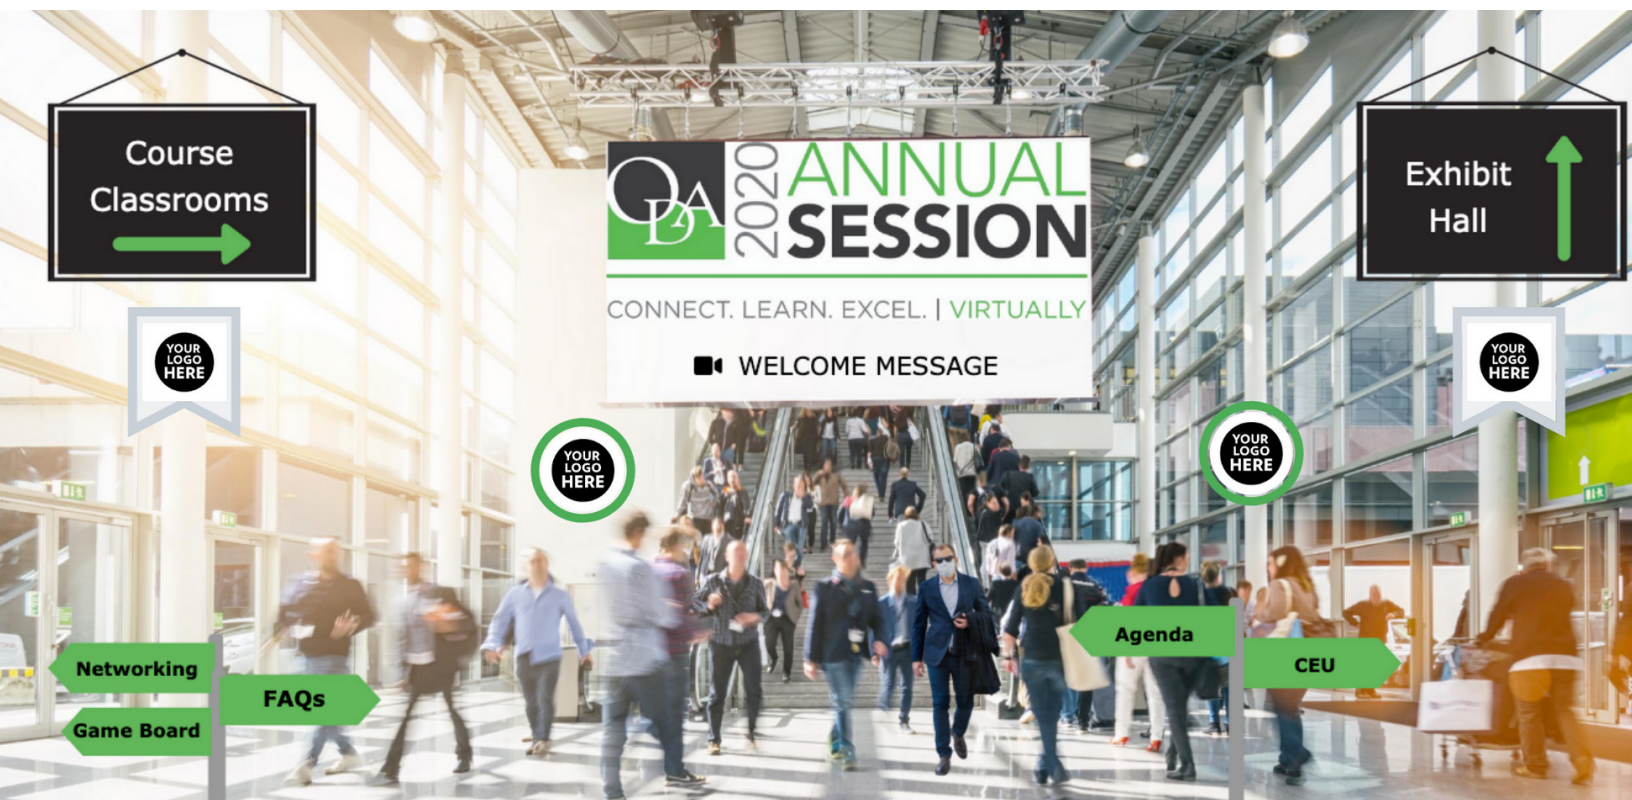 Course
Classrooms
ODA
2020
ANNUAL
SESSION
CONNECT. LEARN. EXCEL. | VIRTUALLY
WELCOME MESSAGE
Exhibit
Hall
YOUR
LOGO
HERE
YOUR
LOGO
HERE
YOUR
LOGO
HERE
YOUR
LOGO
HERE
Networking
FAQs
Game Board
Agenda
CEU